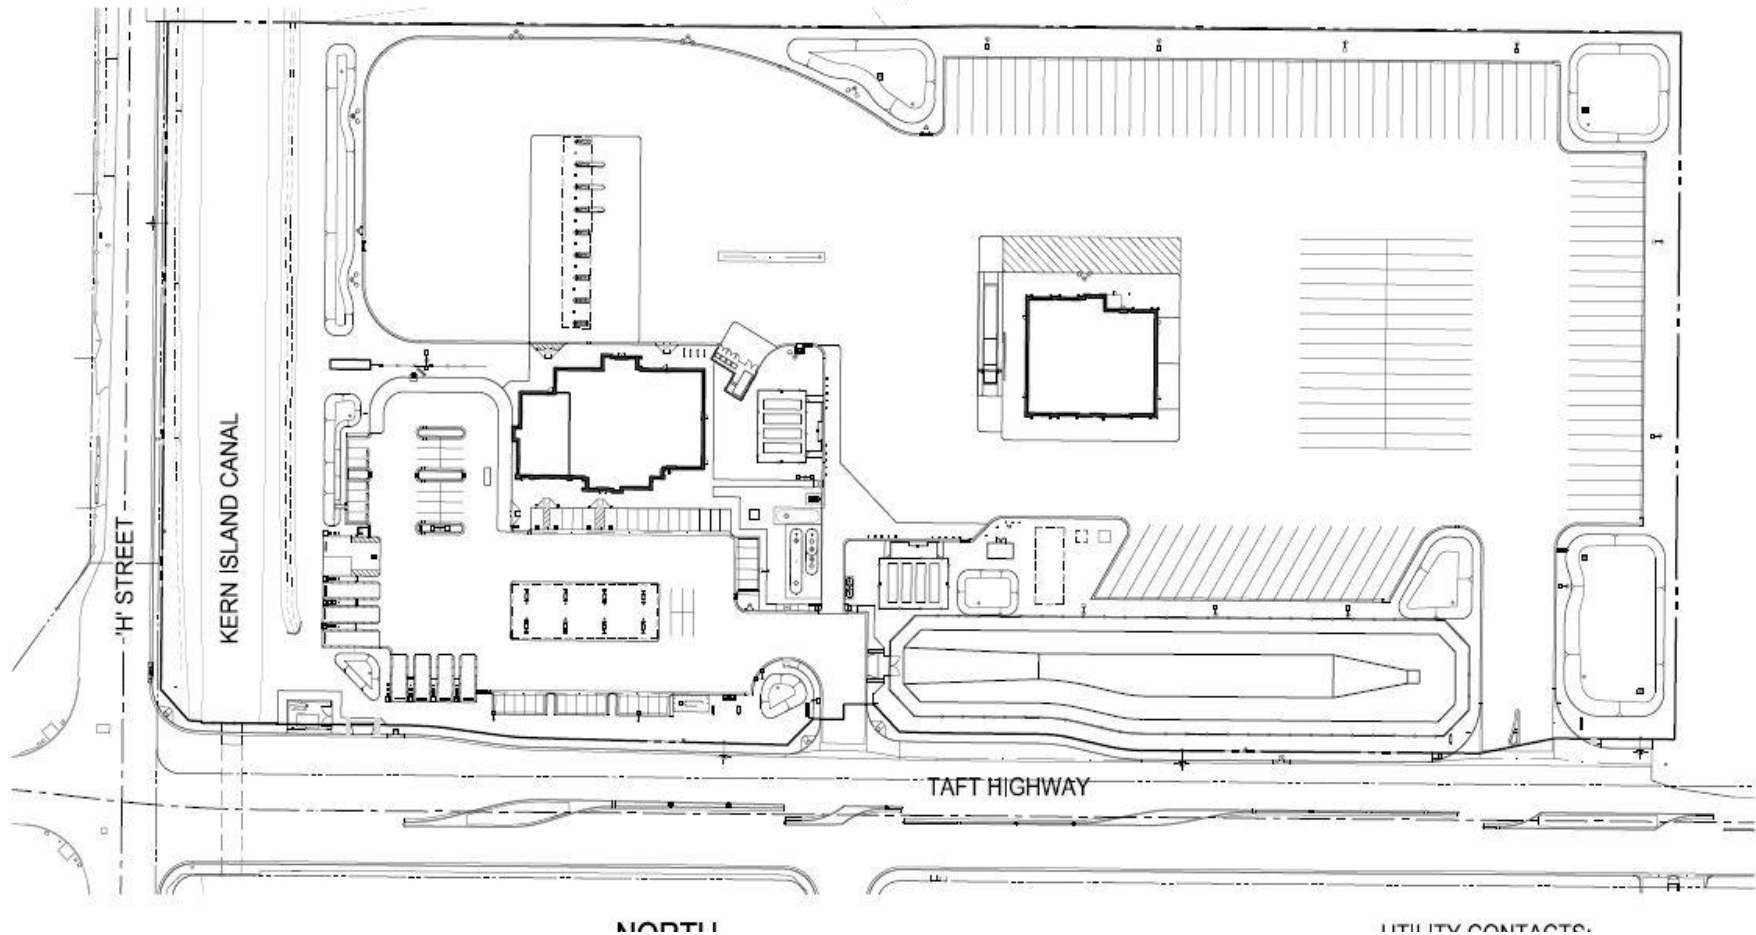 KERN ISLAND CANAL
'H' STREET
TAFT HIGHWAY
NORTH
UTILITY CONTACTS: